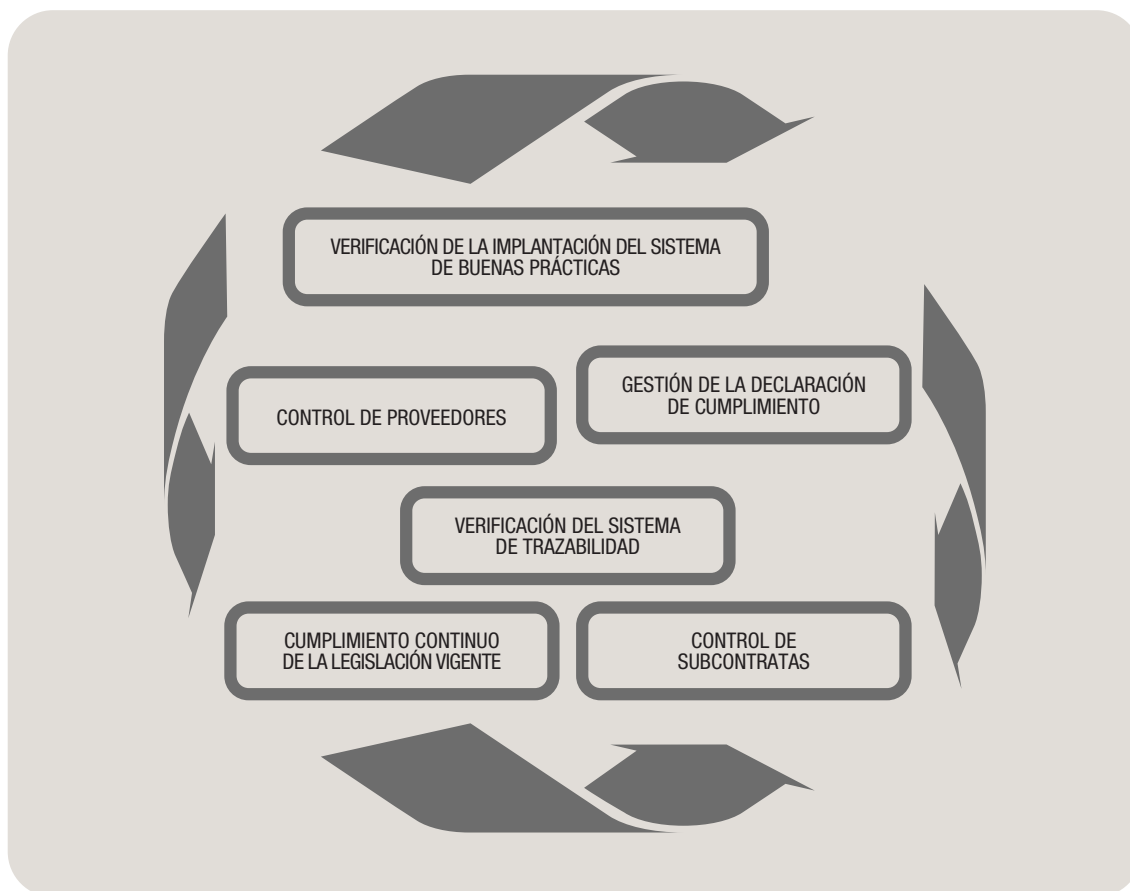 VERIFICACIÓN DE LA IMPLANTACIÓN DEL SISTEMA
DE BUENAS PRÁCTICAS
CONTROL DE PROVEEDORES
GESTIÓN DE LA DECLARACIÓN
DE CUMPLIMIENTO
VERIFICACIÓN DEL SISTEMA
DE TRAZABILIDAD
CUMPLIMIENTO CONTINUO
DE LA LEGISLACIÓN VIGENTE
CONTROL DE
SUBCONTRATAS